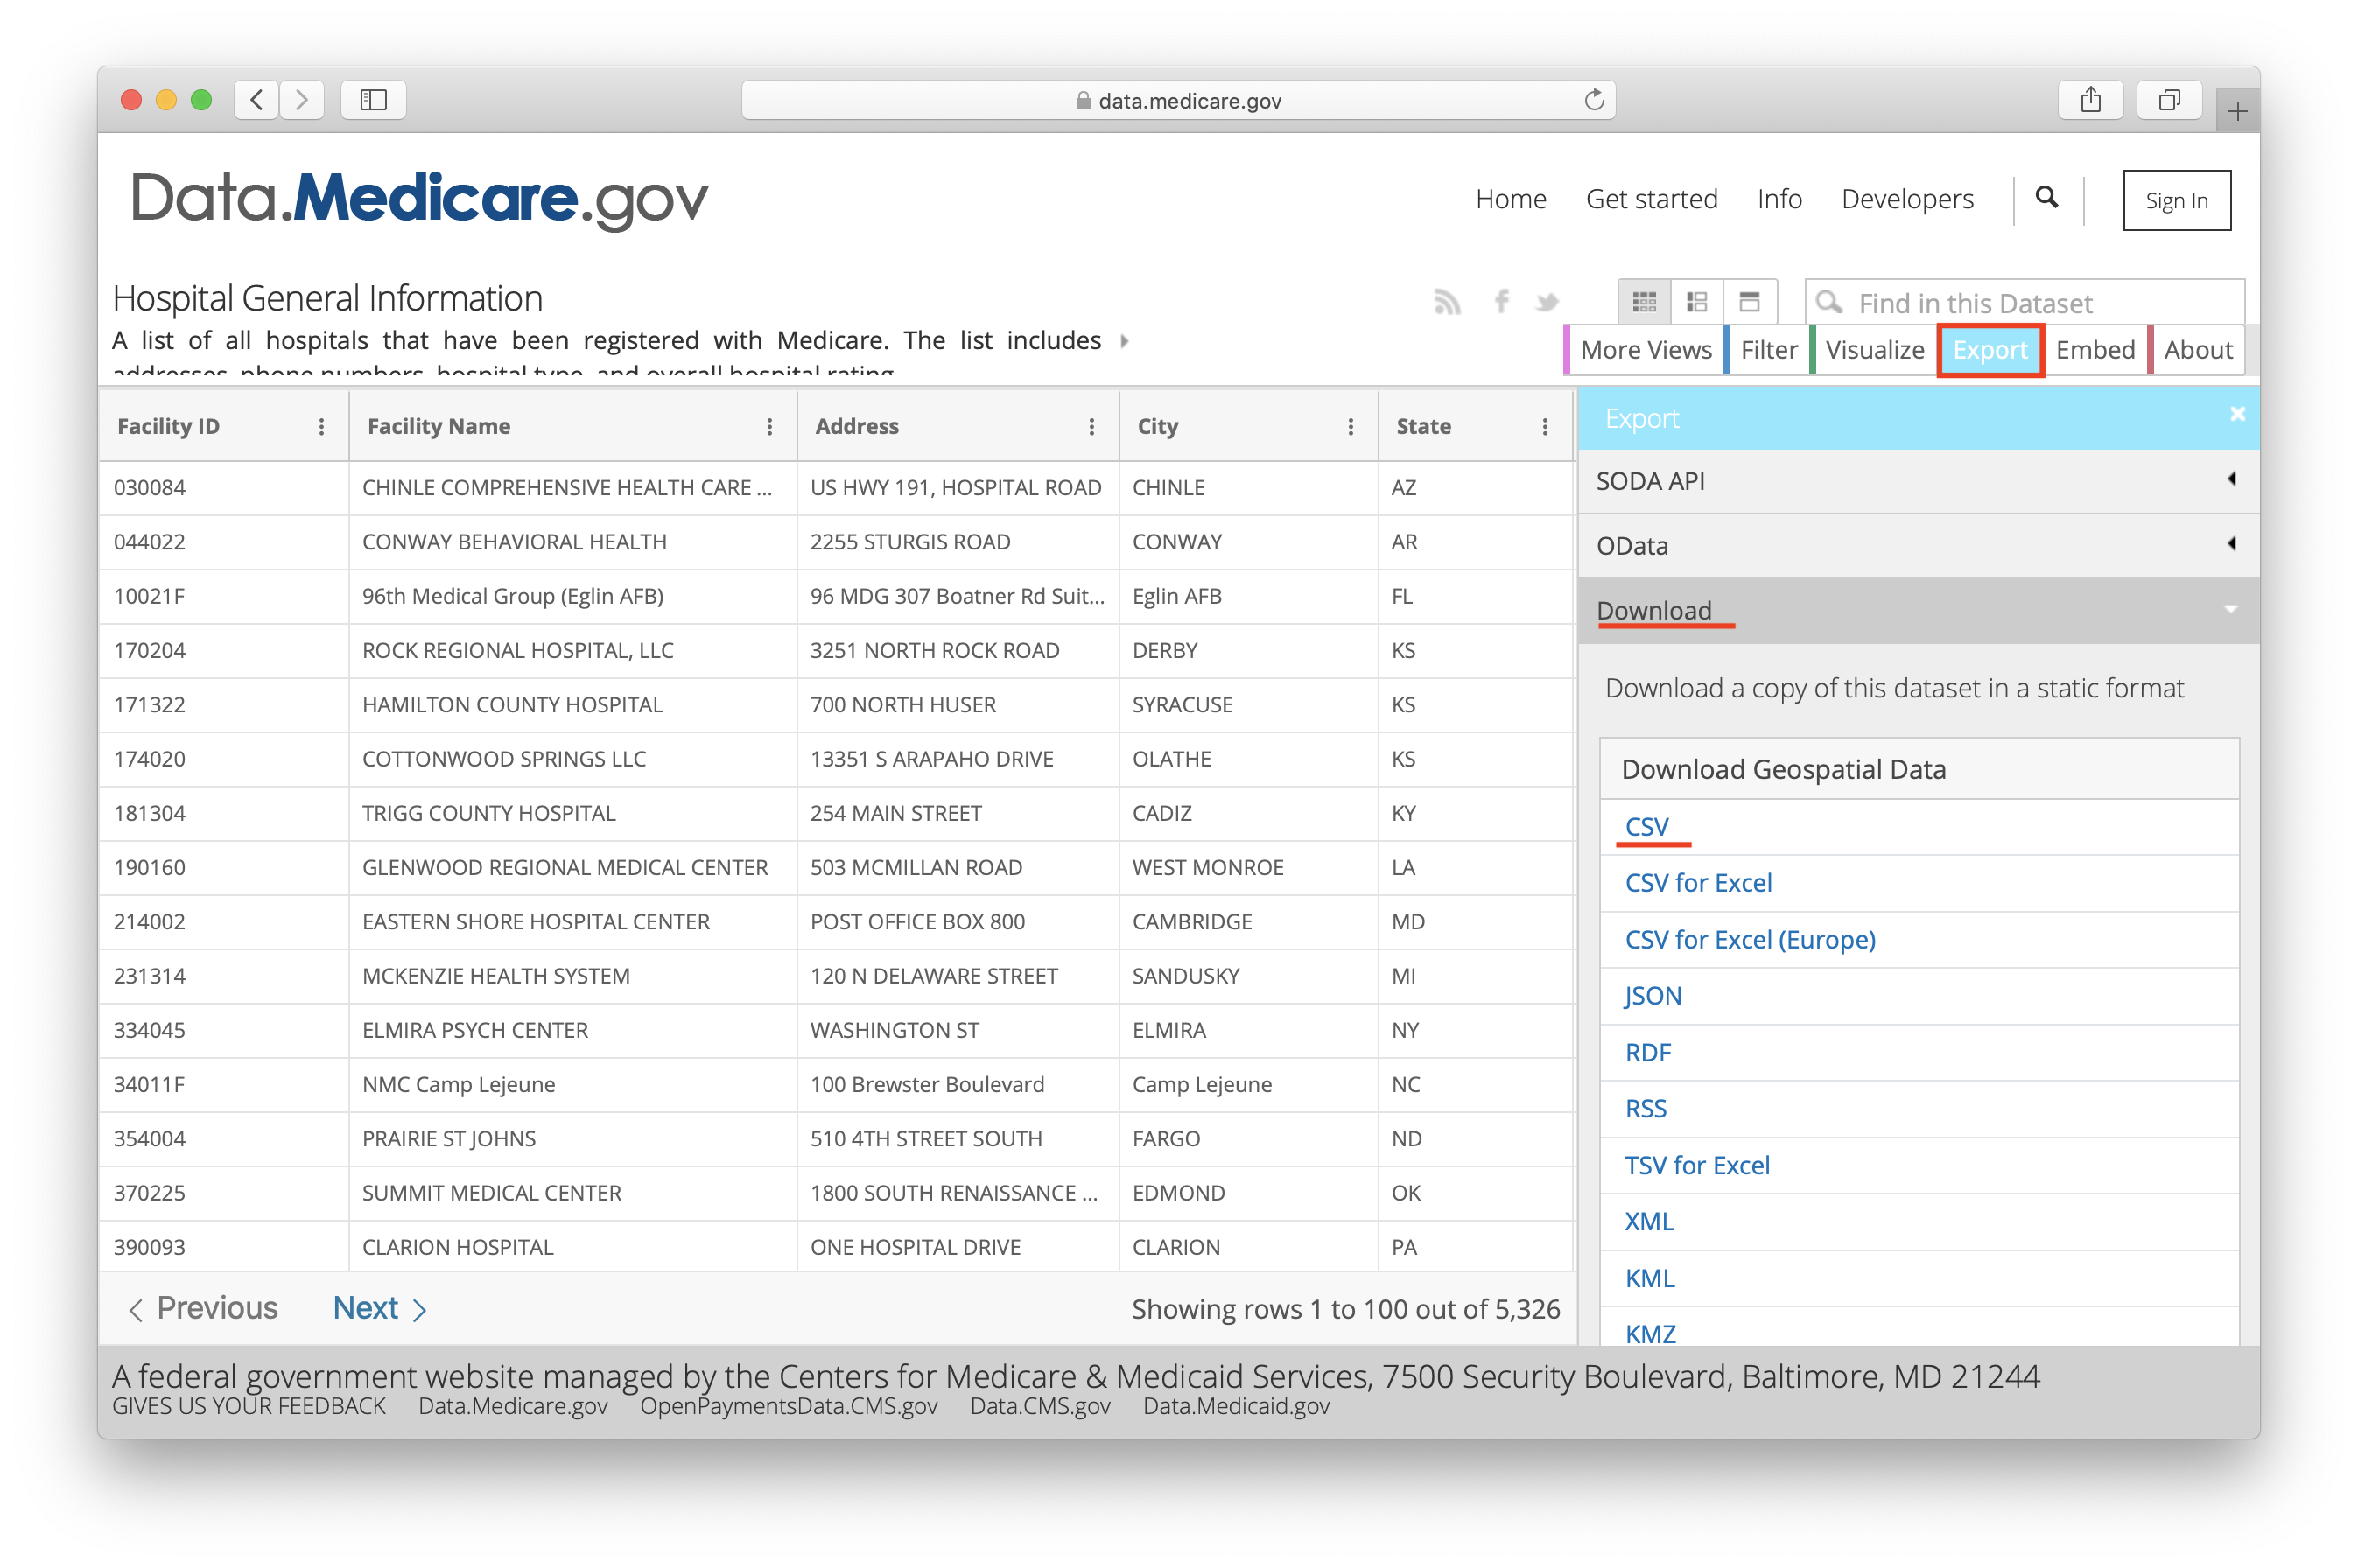 data.medicare.gov
Data.Medicare.gov
Home Get started Info Developers Sign In
Hospital General Information
Find in this Dataset
A list of all hospitals that have been registered with Medicare. The list includes
addresses, phone numbers, hospital type, and overall hospital rating.
More Views Filter Visualize Export Embed About
Facility ID Facility Name Address City State
030084 CHINLE COMPREHENSIVE HEALTH CARE ... US HWY 191, HOSPITAL ROAD CHINLE AZ
044022 CONWAY BEHAVIORAL HEALTH 2255 STURGIS ROAD CONWAY AR
10021F 96th Medical Group (Eglin AFB) 96 MDG 307 Boatner Rd Suit... Eglin AFB FL
170204 ROCK REGIONAL HOSPITAL, LLC 3251 NORTH ROCK ROAD DERBY KS
171322 HAMILTON COUNTY HOSPITAL 700 NORTH HUSER SYRACUSE KS
174020 COTTONWOOD SPRINGS LLC 13351 S ARAPAHO DRIVE OLATHE KS
181304 TRIGG COUNTY HOSPITAL 254 MAIN STREET CADIZ KY
190160 GLENWOOD REGIONAL MEDICAL CENTER 503 MCMILLAN ROAD WEST MONROE LA
214002 EASTERN SHORE HOSPITAL CENTER POST OFFICE BOX 800 CAMBRIDGE MD
231314 MCKENZIE HEALTH SYSTEM 120 N DELAWARE STREET SANDUSKY MI
334045 ELMIRA PSYCH CENTER WASHINGTON ST ELMIRA NY
34011F NMC Camp Lejeune 100 Brewster Boulevard Camp Lejeune NC
354004 PRAIRIE ST JOHNS 510 4TH STREET SOUTH FARGO ND
370225 SUMMIT MEDICAL CENTER 1800 SOUTH RENAISSANCE ... EDMOND OK
390093 CLARION HOSPITAL ONE HOSPITAL DRIVE CLARION PA
Previous Next Showing rows 1 to 100 out of 5,326
Export
SODA API
OData
Download
Download a copy of this dataset in a static format
Download Geospatial Data
CSV
CSV for Excel
CSV for Excel (Europe)
JSON
RDF
RSS
TSV for Excel
XML
KML
KMZ
A federal government website managed by the Centers for Medicare & Medicaid Services, 7500 Security Boulevard, Baltimore, MD 21244
GIVES US YOUR FEEDBACK Data.Medicare.gov OpenPaymentsData.CMS.gov Data.CMS.gov Data.Medicaid.gov